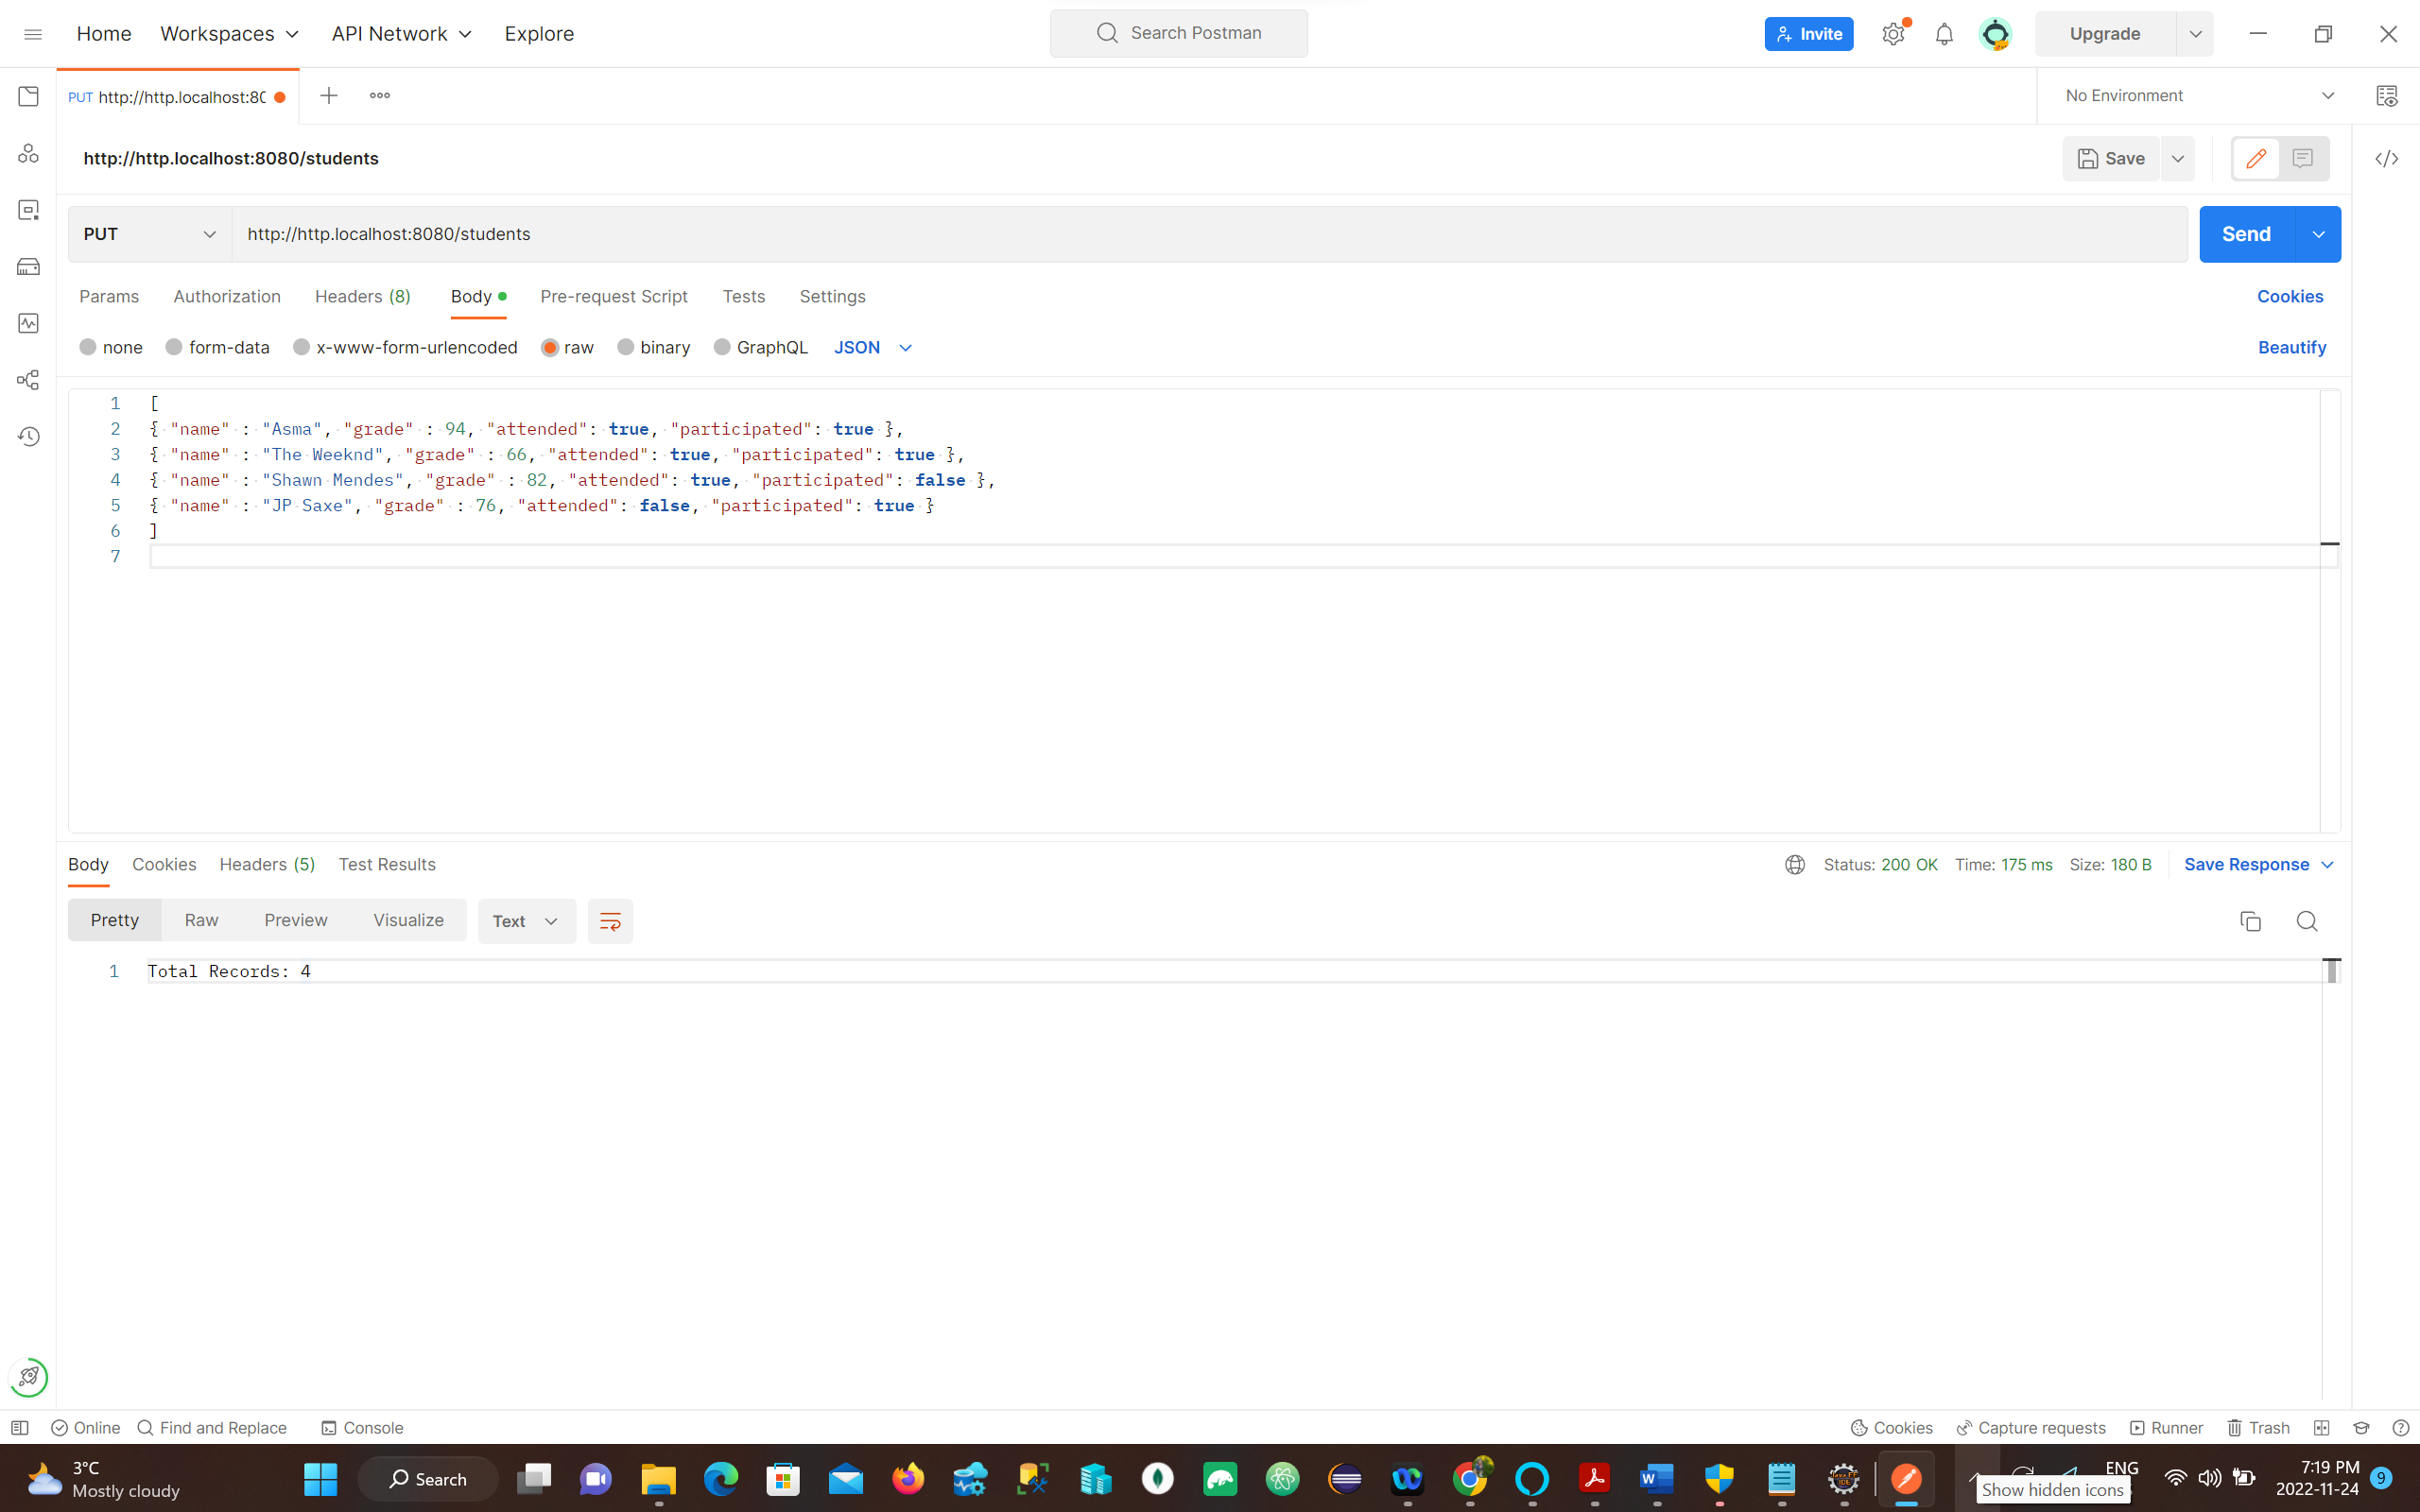 Home Workspaces API Network Explore Search Postman Invite Upgrade
PUT http://http.localhost:80 No Environment
http://http.localhost:8080/students Save
PUT http://http.localhost:8080/students Send
Params Authorization Headers (8) Body Pre-request Script Tests Settings Cookies
none form-data x-www-form-urlencoded raw binary GraphQL JSON Beautify
1 [
2 { "name" : "Asma", "grade" : 94, "attended": true, "participated": true },
3 { "name" : "The Weeknd", "grade" : 66, "attended": true, "participated": true },
4 { "name" : "Shawn Mendes", "grade" : 82, "attended": true, "participated": false },
5 { "name" : "JP Saxe", "grade" : 76, "attended": false, "participated": true }
6 ]
7
Body Cookies Headers (5) Test Results Status: 200 OK Time: 175 ms Size: 180 B Save Response
Pretty Raw Preview Visualize Text
1 Total Records: 4
Online Find and Replace Console Cookies Capture requests Runner Trash
3°C
Mostly cloudy
Search
ENG
Show hidden icons
7:19 PM
2022-11-24
9